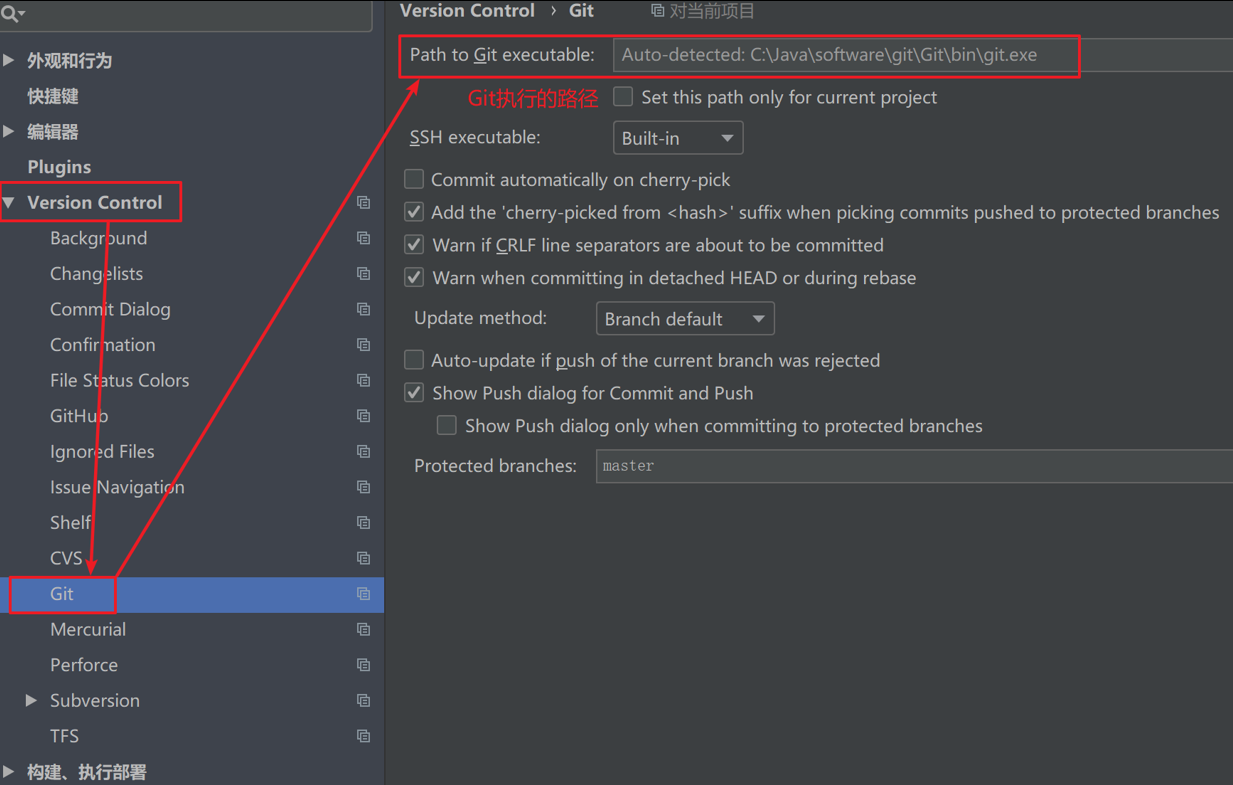 外观和行为
快捷键
编辑器
Plugins
Version Control
Background
Changelists
Commit Dialog
Confirmation
File Status Colors
GitHub
Ignored Files
Issue Navigation
Shelf
CVS
Git
Mercurial
Perforce
Subversion
TFS
构建、执行部署
Version Control › Git 对当前项目
Path to Git executable: Auto-detected: C:\Java\software\git\Git\bin\git.exe
Git执行的路径 Set this path only for current project
SSH executable: Built-in
Commit automatically on cherry-pick
Add the 'cherry-picked from <hash>' suffix when picking commits pushed to protected branches
Warn if CRLF line separators are about to be committed
Warn when committing in detached HEAD or during rebase
Update method: Branch default
Auto-update if push of the current branch was rejected
Show Push dialog for Commit and Push
Show Push dialog only when committing to protected branches
Protected branches: master